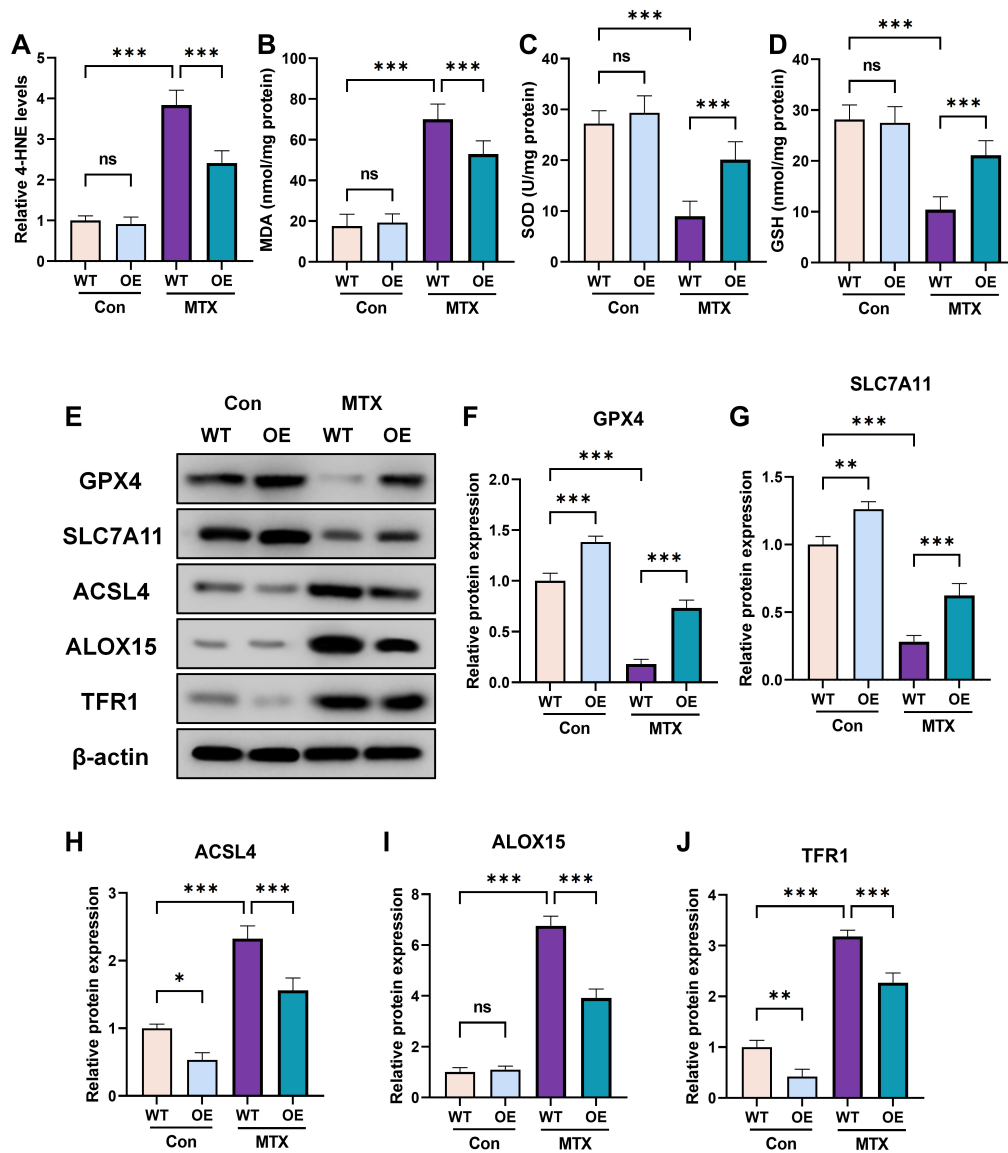 A
Relative 4-HNE levels
5
4
3
2
1
0
***
***
ns
WT OE WT OE
Con MTX
B
MDA (nmol/mg protein)
100
80
60
40
20
0
***
***
ns
WT OE WT OE
Con MTX
C
SOD (U/mg protein)
40
30
20
10
0
***
ns
***
WT OE WT OE
Con MTX
D
GSH (nmol/mg protein)
40
30
20
10
0
***
ns
***
WT OE WT OE
Con MTX
E
Con MTX
WT OE WT OE
GPX4
SLC7A11
ACSL4
ALOX15
TFR1
β-actin
F
GPX4
Relative protein expression
2.0
1.5
1.0
0.5
0.0
***
***
***
WT OE WT OE
Con MTX
G
SLC7A11
Relative protein expression
1.5
1.0
0.5
0.0
***
**
***
WT OE WT OE
Con MTX
H
ACSL4
Relative protein expression
3
2
1
0
***
***
*
WT OE WT OE
Con MTX
I
ALOX15
Relative protein expression
8
6
4
2
0
***
***
ns
WT OE WT OE
Con MTX
J
TFR1
Relative protein expression
4
3
2
1
0
***
***
**
WT OE WT OE
Con MTX